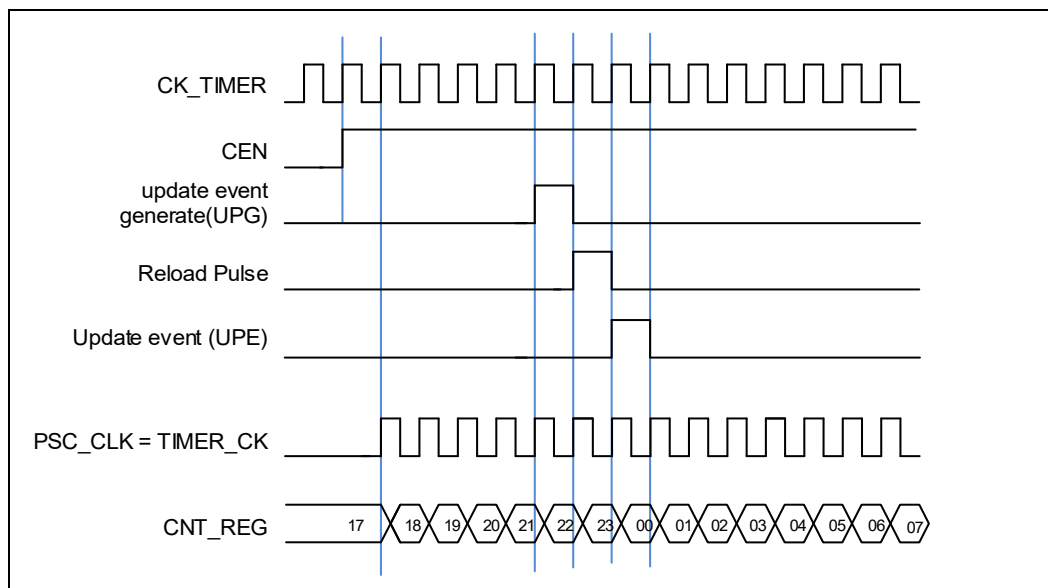 CK_TIMER
CEN
update event
generate(UPG)
Reload Pulse
Update event (UPE)
PSC_CLK = TIMER_CK
CNT_REG 17 18 19 20 21 22 23 00 01 02 03 04 05 06 07